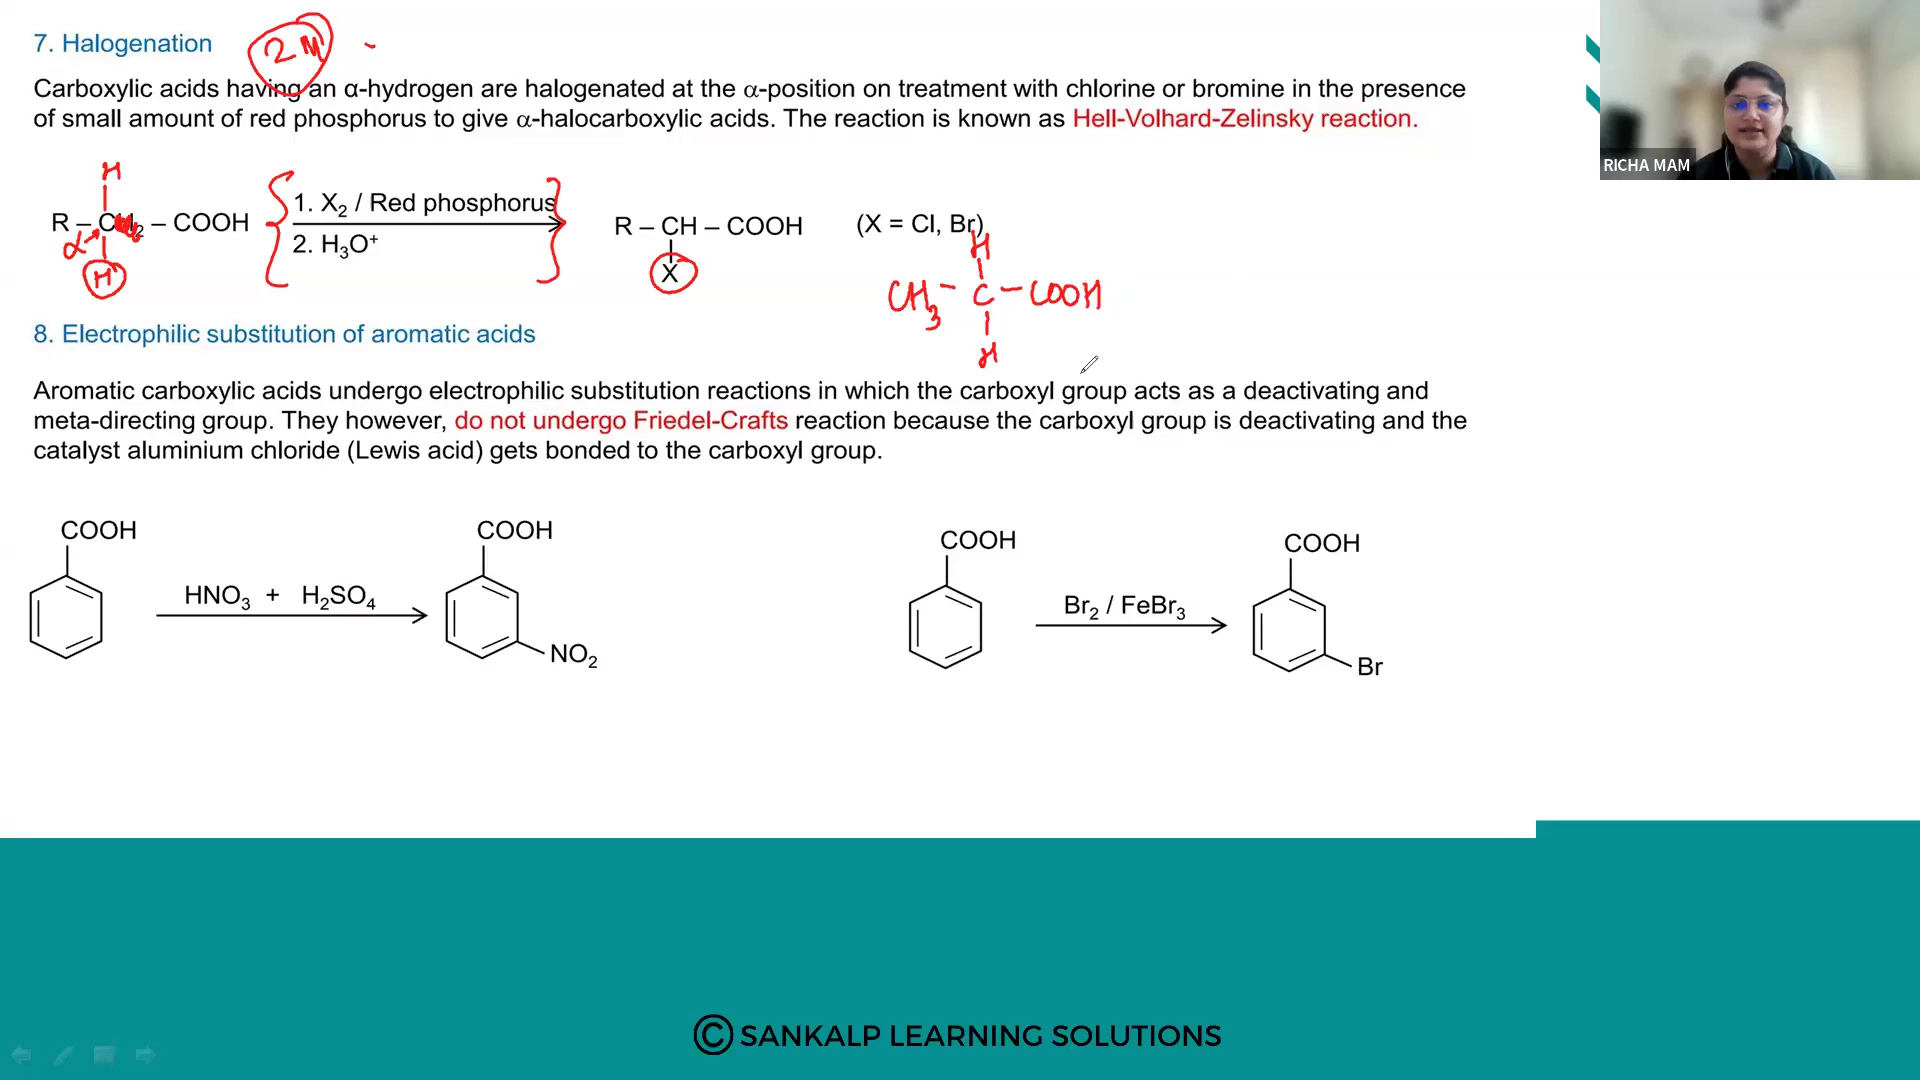 7. Halogenation 2M
Carboxylic acids having an α-hydrogen are halogenated at the α-position on treatment with chlorine or bromine in the presence
of small amount of red phosphorus to give α-halocarboxylic acids. The reaction is known as Hell-Volhard-Zelinsky reaction.
RICHA MAM
H
R – CH₂ – COOH
α
H
1. X₂ / Red phosphorus
2. H₃O⁺
R – CH – COOH
X
(X = Cl, Br)
H
CH₃ – C – COOH
H
8. Electrophilic substitution of aromatic acids
Aromatic carboxylic acids undergo electrophilic substitution reactions in which the carboxyl group acts as a deactivating and
meta-directing group. They however, do not undergo Friedel-Crafts reaction because the carboxyl group is deactivating and the
catalyst aluminium chloride (Lewis acid) gets bonded to the carboxyl group.
COOH
HNO₃ + H₂SO₄
COOH
NO₂
COOH
Br₂ / FeBr₃
COOH
Br
© SANKALP LEARNING SOLUTIONS